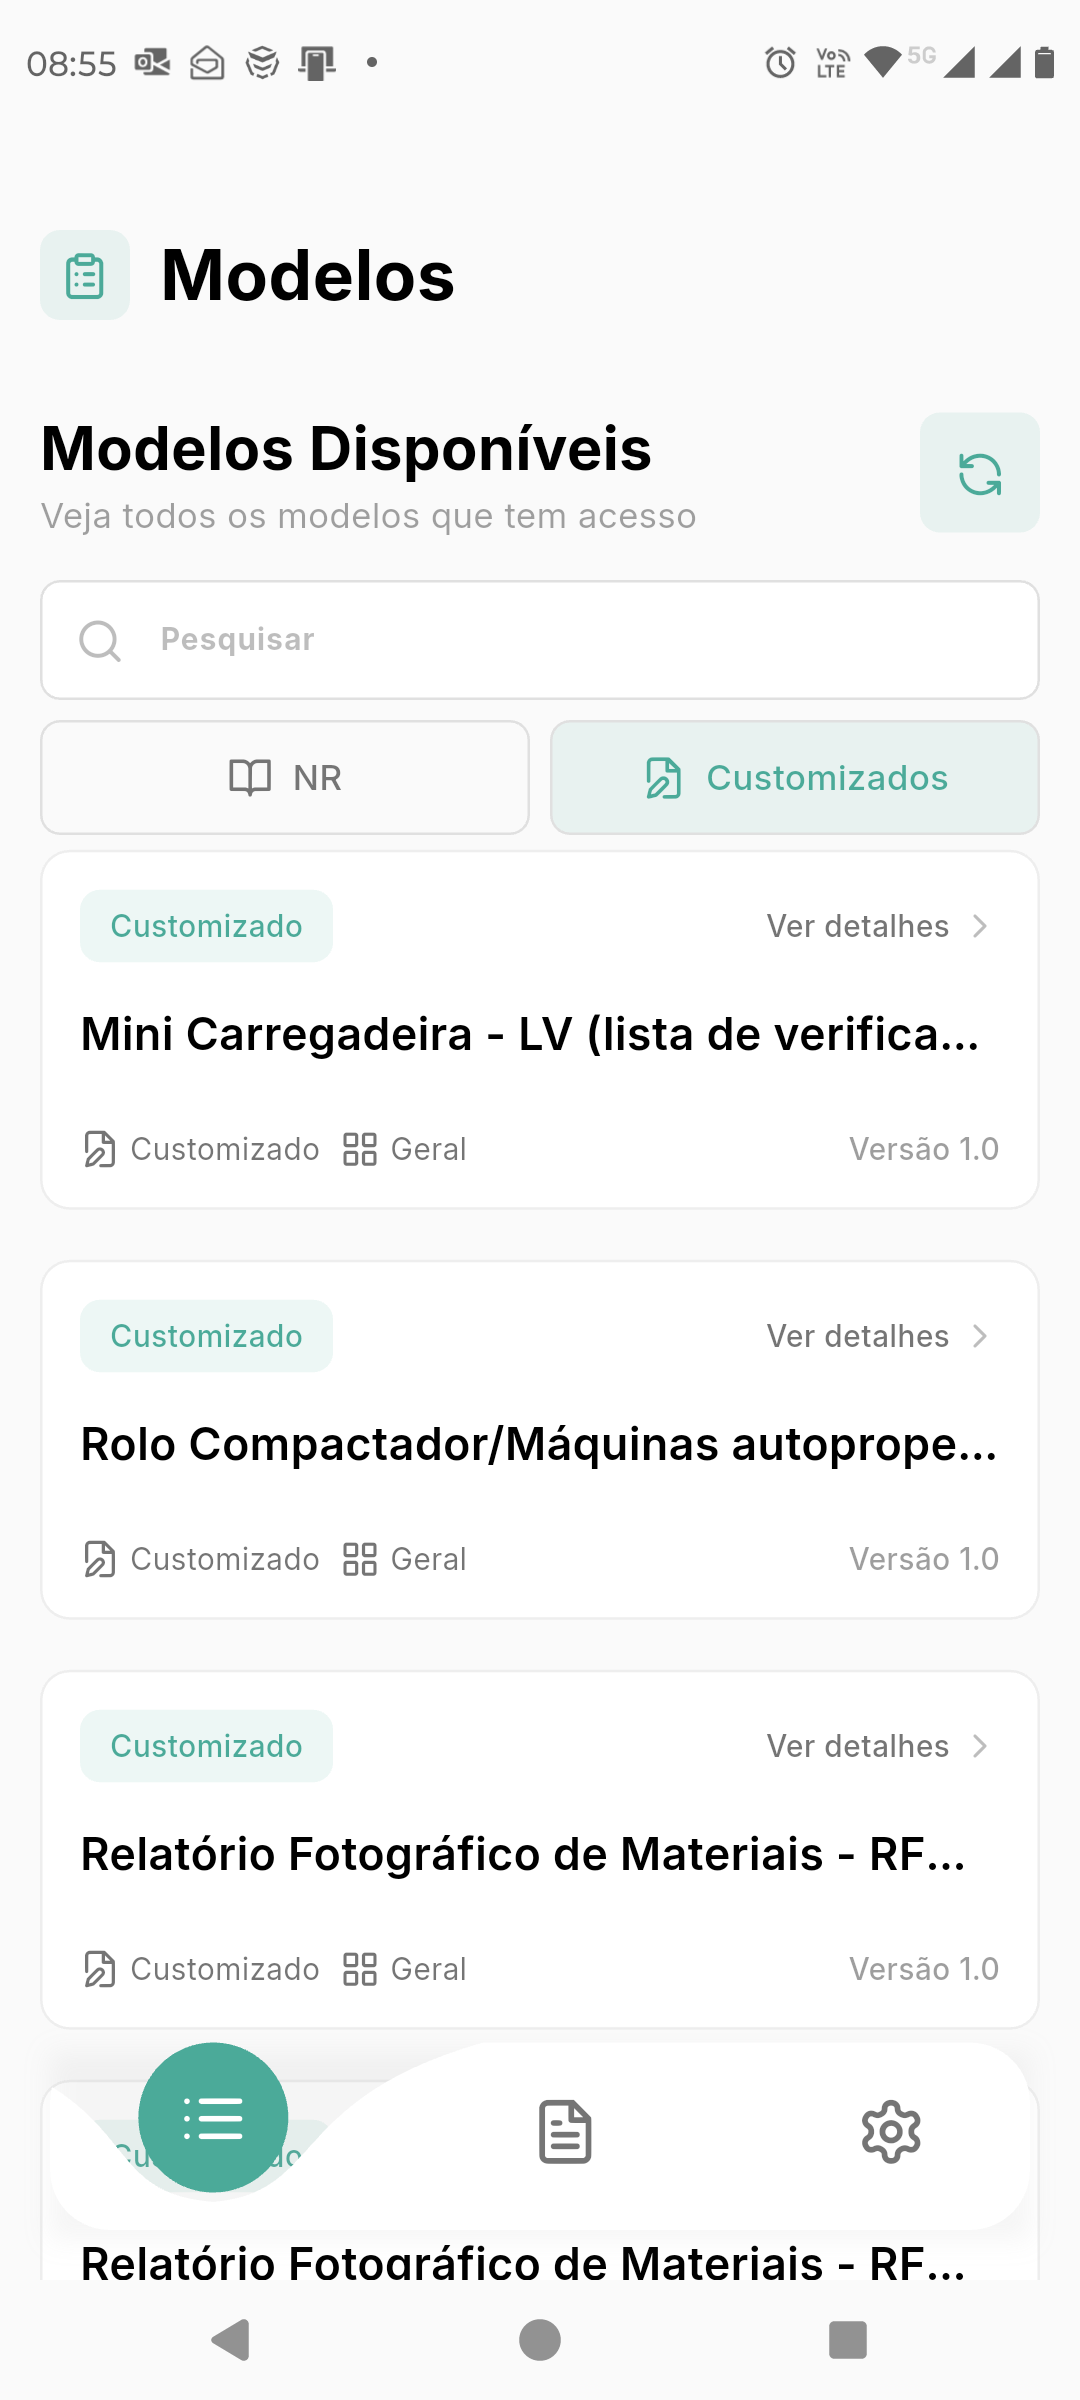 08:55
Vo LTE 5G
Modelos
Modelos Disponíveis
Veja todos os modelos que tem acesso
Pesquisar
NR Customizados
Customizado Ver detalhes
Mini Carregadeira - LV (lista de verifica...
Customizado Geral Versão 1.0
Customizado Ver detalhes
Rolo Compactador/Máquinas autoprope...
Customizado Geral Versão 1.0
Customizado Ver detalhes
Relatório Fotográfico de Materiais - RF...
Customizado Geral Versão 1.0
Relatório Fotográfico de Materiais - RF...